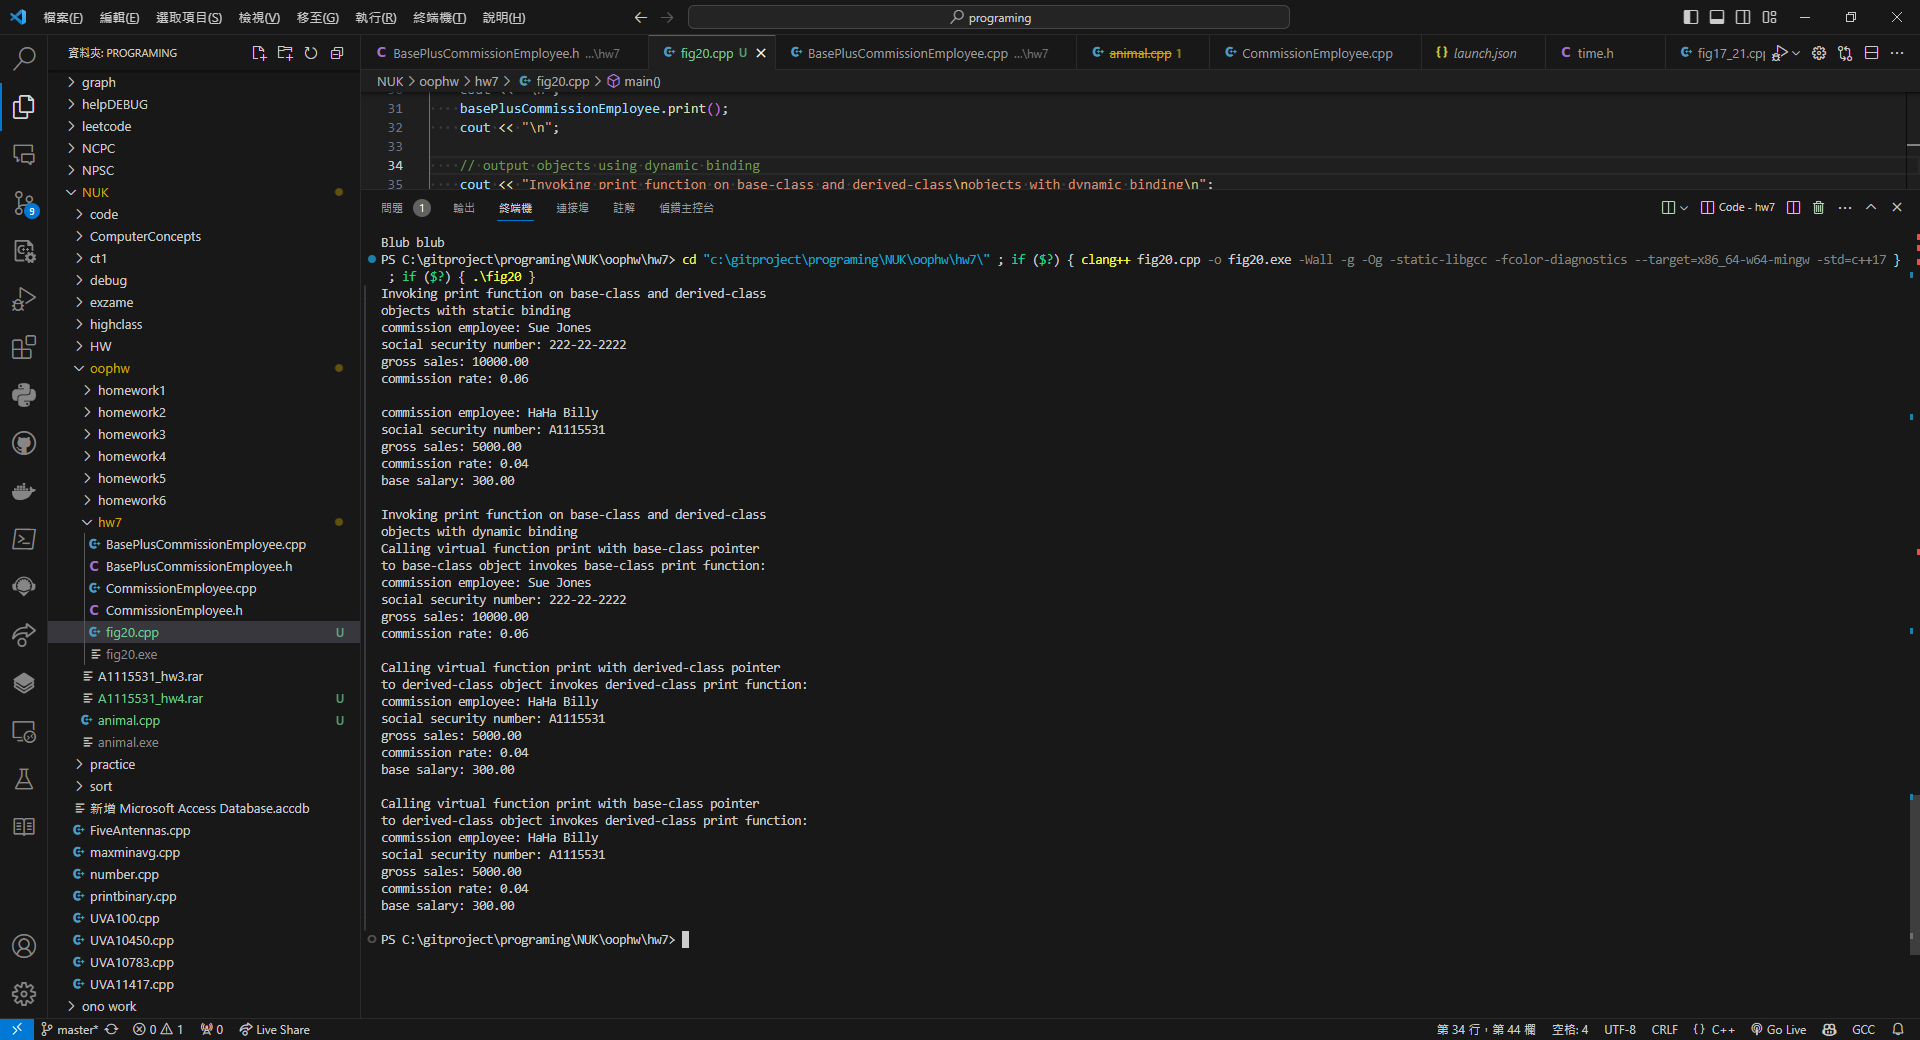 檔案(F) 編輯(E) 選取項目(S) 檢視(V) 移至(G) 執行(R) 終端機(T) 說明(H)
programing
資料夾: PROGRAMING
graph
helpDEBUG
leetcode
NCPC
NPSC
NUK
code
ComputerConcepts
ct1
debug
exzame
highclass
HW
oophw
homework1
homework2
homework3
homework4
homework5
homework6
hw7
BasePlusCommissionEmployee.cpp
BasePlusCommissionEmployee.h
CommissionEmployee.cpp
CommissionEmployee.h
fig20.cpp U
fig20.exe
A1115531_hw3.rar
A1115531_hw4.rar U
animal.cpp U
animal.exe
practice
sort
新增 Microsoft Access Database.accdb
FiveAntennas.cpp
maxminavg.cpp
number.cpp
printbinary.cpp
UVA100.cpp
UVA10450.cpp
UVA10783.cpp
UVA11417.cpp
ono work
9
BasePlusCommissionEmployee.h ...\hw7 fig20.cpp U BasePlusCommissionEmployee.cpp ...\hw7 animal.cpp 1 CommissionEmployee.cpp launch.json time.h fig17_21.cpp
NUK > oophw > hw7 > fig20.cpp > main()
31 basePlusCommissionEmployee.print();
32 cout << "\n";
33
34 // output objects using dynamic binding
35 cout << "Invoking print function on base-class and derived-class\nobjects with dynamic binding\n";
問題 1 輸出 終端機 連接埠 註解 偵錯主控台
Code - hw7
Blub blub
PS C:\gitproject\programing\NUK\oophw\hw7> cd "c:\gitproject\programing\NUK\oophw\hw7\" ; if ($?) { clang++ fig20.cpp -o fig20.exe -Wall -g -Og -static-libgcc -fcolor-diagnostics --target=x86_64-w64-mingw -std=c++17 }
; if ($?) { .\fig20 }
Invoking print function on base-class and derived-class
objects with static binding
commission employee: Sue Jones
social security number: 222-22-2222
gross sales: 10000.00
commission rate: 0.06
commission employee: HaHa Billy
social security number: A1115531
gross sales: 5000.00
commission rate: 0.04
base salary: 300.00
Invoking print function on base-class and derived-class
objects with dynamic binding
Calling virtual function print with base-class pointer
to base-class object invokes base-class print function:
commission employee: Sue Jones
social security number: 222-22-2222
gross sales: 10000.00
commission rate: 0.06
Calling virtual function print with derived-class pointer
to derived-class object invokes derived-class print function:
commission employee: HaHa Billy
social security number: A1115531
gross sales: 5000.00
commission rate: 0.04
base salary: 300.00
Calling virtual function print with base-class pointer
to derived-class object invokes derived-class print function:
commission employee: HaHa Billy
social security number: A1115531
gross sales: 5000.00
commission rate: 0.04
base salary: 300.00
PS C:\gitproject\programing\NUK\oophw\hw7>
master* 0 1 0 Live Share
第 34 行，第 44 欄 空格: 4 UTF-8 CRLF {} C++ Go Live GCC